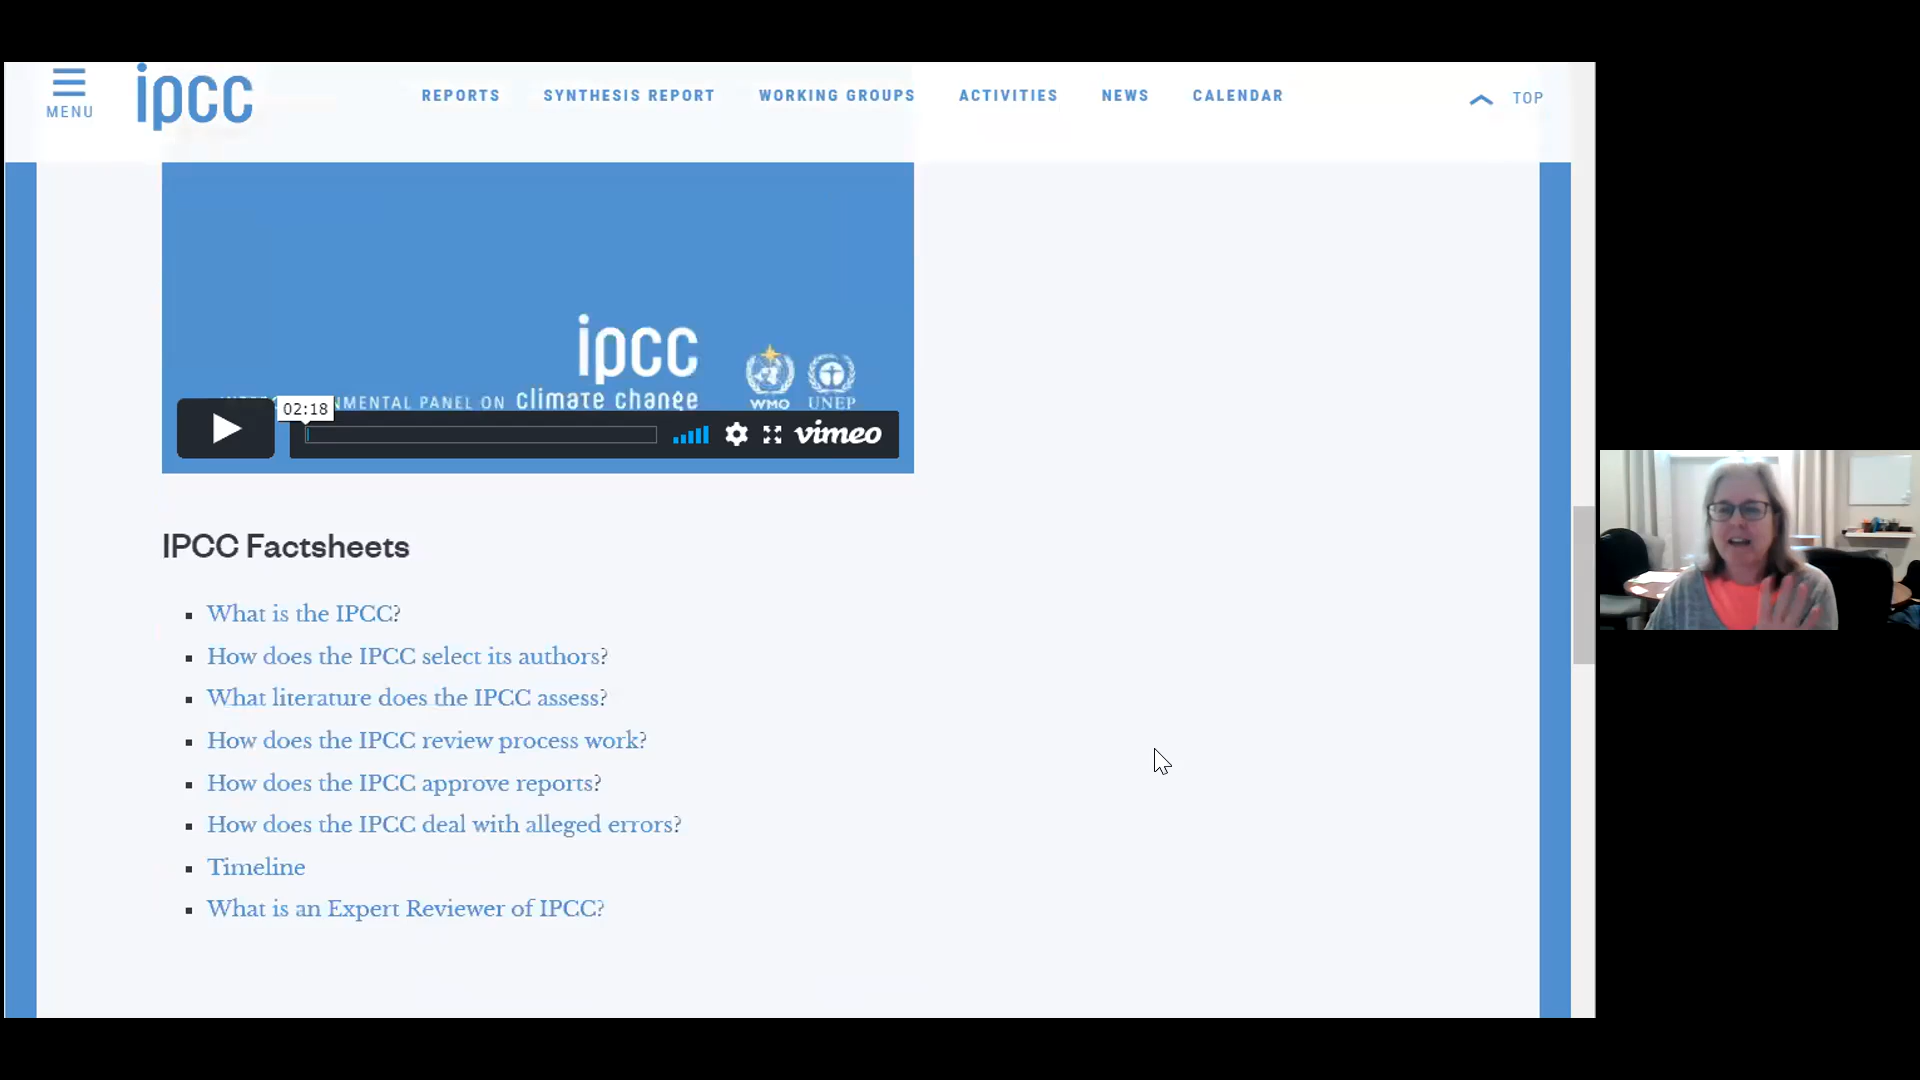 MENU
ipcc
REPORTS
SYNTHESIS REPORT
WORKING GROUPS
ACTIVITIES
NEWS
CALENDAR
TOP
ipcc
NMENTAL PANEL ON climate change
WMO
UNEP
02:18
vimeo
IPCC Factsheets
What is the IPCC?
How does the IPCC select its authors?
What literature does the IPCC assess?
How does the IPCC review process work?
How does the IPCC approve reports?
How does the IPCC deal with alleged errors?
Timeline
What is an Expert Reviewer of IPCC?